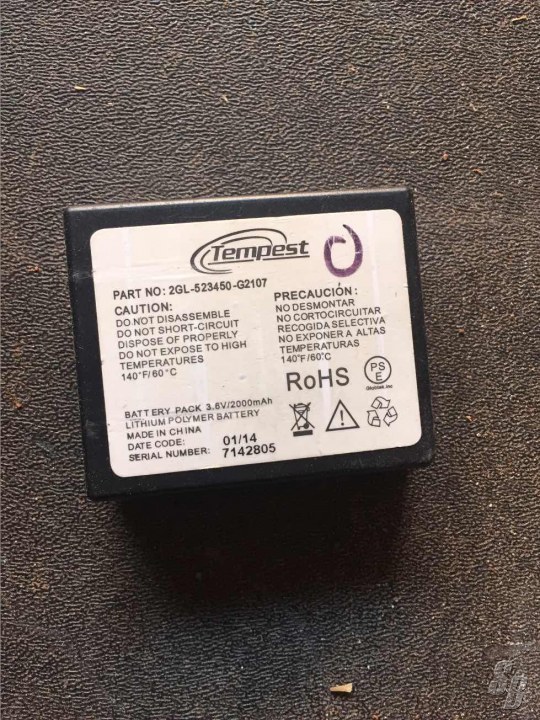 Tempest
PART NO: 2GL-523450-G2107
CAUTION:
DO NOT DISASSEMBLE
DO NOT SHORT-CIRCUIT
DISPOSE OF PROPERLY
DO NOT EXPOSE TO HIGH
TEMPERATURES
140°F/60°C
PRECAUCIÓN:
NO DESMONTAR
NO CORTOCIRCUITAR
RECOGIDA SELECTIVA
NO EXPONER A ALTAS
TEMPERATURAS
140°F/60°C
RoHS
PS
E
BATTERY PACK 3.6V/2000mAh
LITHIUM POLYMER BATTERY
MADE IN CHINA
DATE CODE: 01/14
SERIAL NUMBER: 7142805